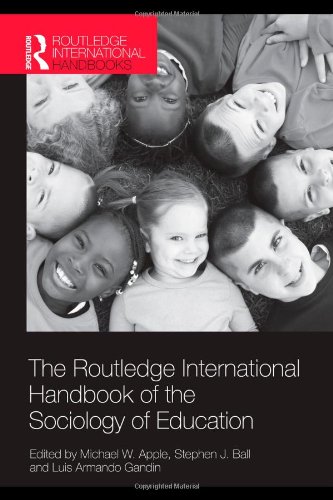 Routledge
ROUTLEDGE
INTERNATIONAL
HANDBOOKS
The Routledge International
Handbook of the
Sociology of Education
Edited by Michael W. Apple, Stephen J. Ball
and Luis Armando Gandin